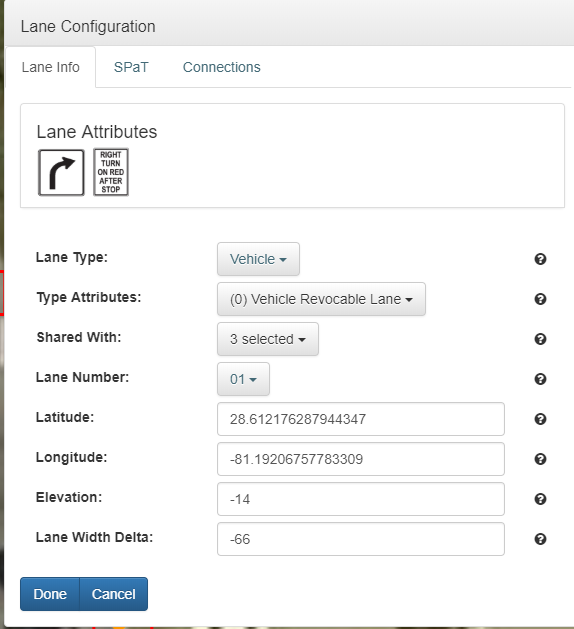 Lane Configuration
Lane Info SPaT Connections
Lane Attributes
RIGHT
TURN
ON RED
AFTER
STOP
Lane Type: Vehicle
Type Attributes: (0) Vehicle Revocable Lane
Shared With: 3 selected
Lane Number: 01
Latitude: 28.612176287944347
Longitude: -81.19206757783309
Elevation: -14
Lane Width Delta: -66
Done Cancel